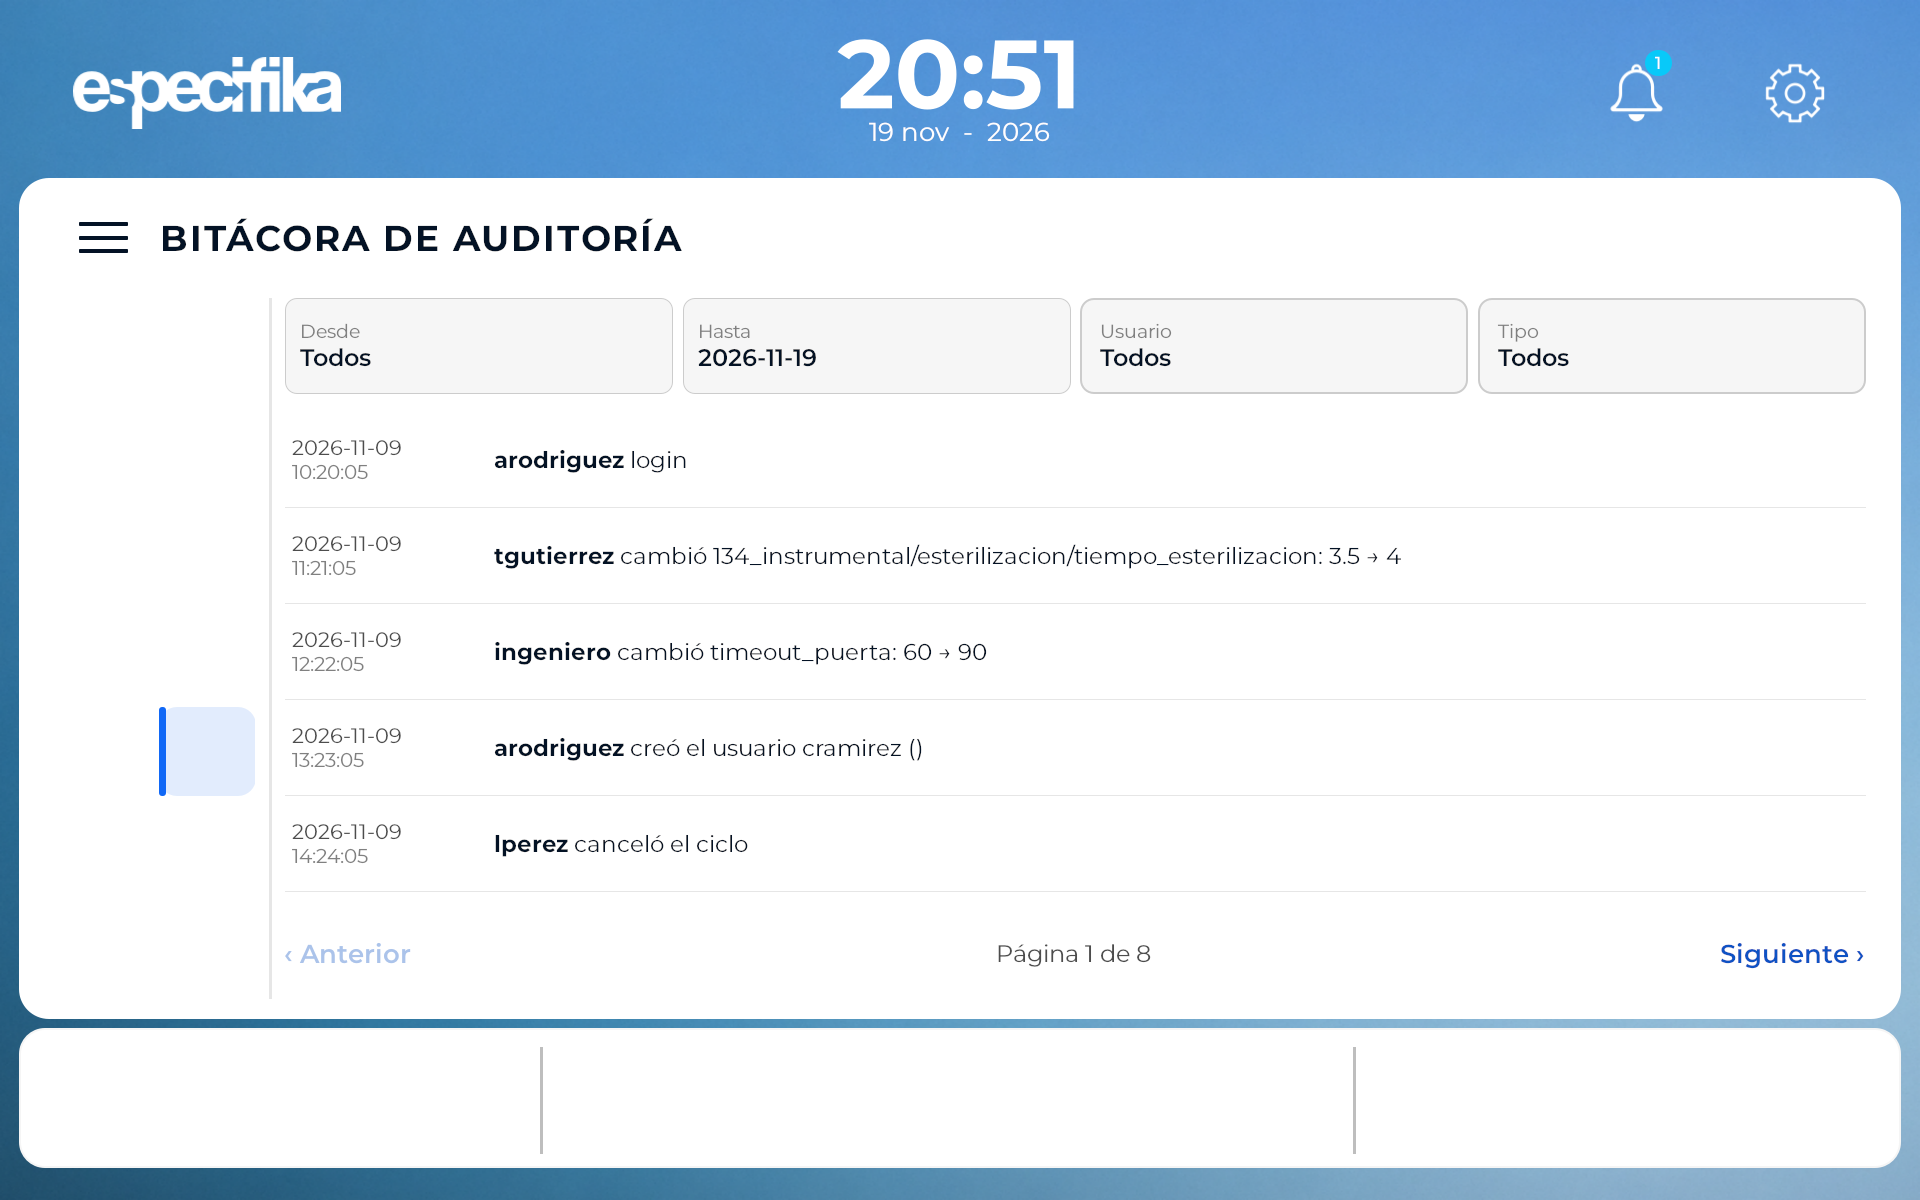 especifika
20:51
19 nov - 2026
1
BITÁCORA DE AUDITORÍA
Desde
Todos
Hasta
2026-11-19
Usuario
Todos
Tipo
Todos
2026-11-09
10:20:05
arodriguez login
2026-11-09
11:21:05
tgutierrez cambió 134_instrumental/esterilizacion/tiempo_esterilizacion: 3.5 → 4
2026-11-09
12:22:05
ingeniero cambió timeout_puerta: 60 → 90
2026-11-09
13:23:05
arodriguez creó el usuario cramirez ()
2026-11-09
14:24:05
lperez canceló el ciclo
‹ Anterior
Página 1 de 8
Siguiente ›